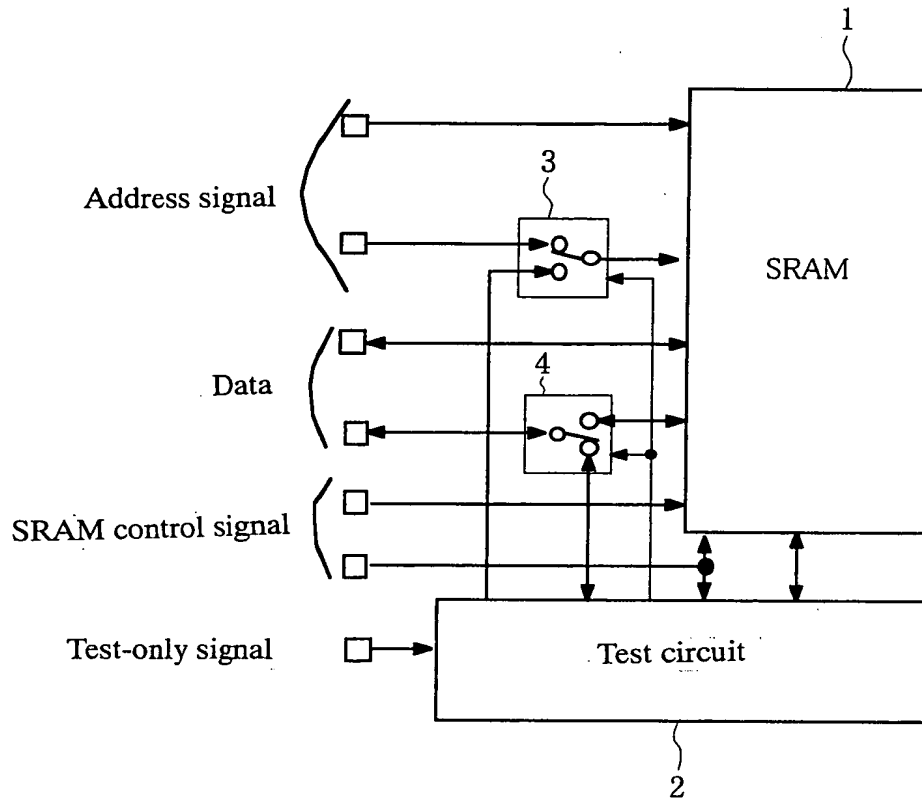 1
Address signal
3
SRAM
Data
4
SRAM control signal
Test-only signal
Test circuit
2